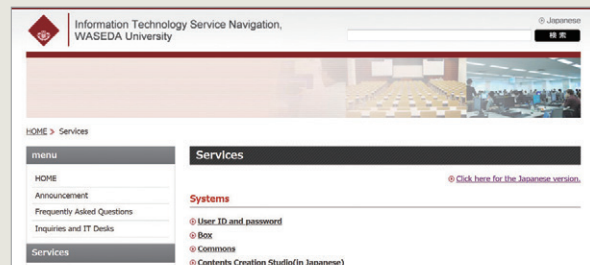 Information Technology Service Navigation,
WASEDA University
Japanese
検索
HOME > Services
menu
HOME
Announcement
Frequently Asked Questions
Inquiries and IT Desks
Services
Services
Click here for the Japanese version.
Systems
User ID and password
Box
Commons
Contents Creation Studio(in Japanese)